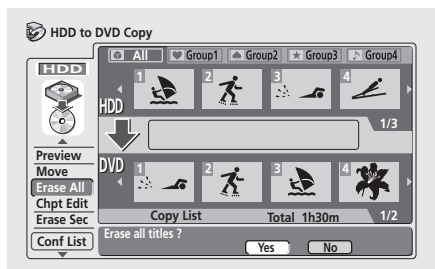 HDD to DVD Copy
HDD
All Group1 Group2 Group3 Group4
1 2 3 4
HDD
1/3
DVD
1 2 3 4
Copy List Total 1h30m 1/2
Preview
Move
Erase All
Chpt Edit
Erase Sec
Conf List
Erase all titles ?
Yes No